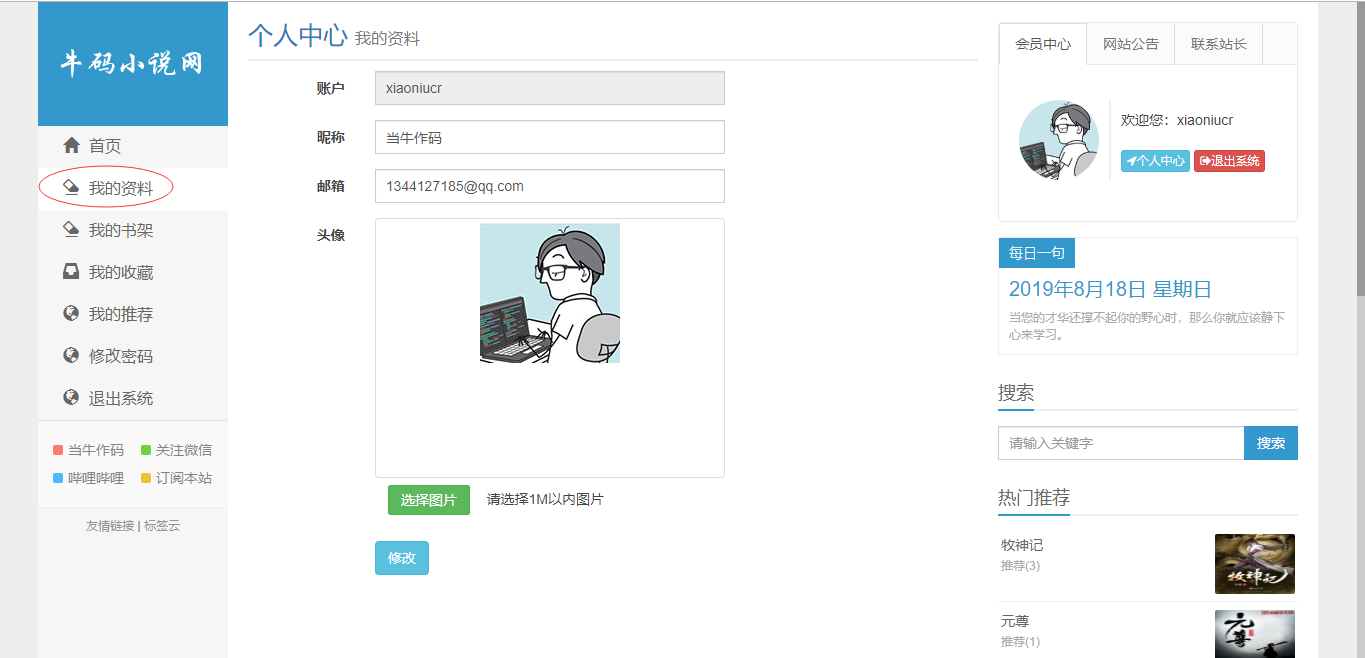 牛码小说网
首页
我的资料
我的书架
我的收藏
我的推荐
修改密码
退出系统
当牛作码 关注微信
哔哩哔哩 订阅本站
友情链接 | 标签云
个人中心 我的资料
账户 xiaoniucr
昵称 当牛作码
邮箱 1344127185@qq.com
头像
选择图片 请选择1M以内图片
修改
会员中心 网站公告 联系站长
欢迎您：xiaoniucr
个人中心 退出系统
每日一句
2019年8月18日 星期日
当您的才华还撑不起你的野心时，那么你就应该静下
心来学习。
搜索
请输入关键字 搜索
热门推荐
牧神记
推荐(3)
牧神记
元尊
推荐(1)
元尊